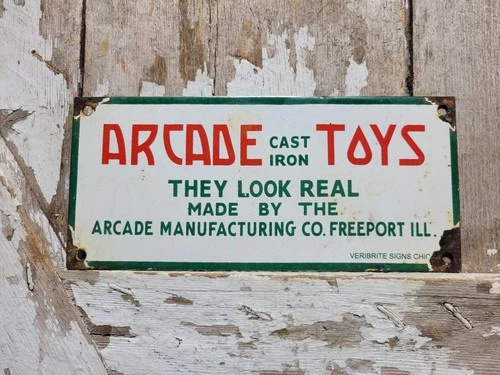 ARCADE CAST IRON TOYS
THEY LOOK REAL
MADE BY THE
ARCADE MANUFACTURING CO. FREEPORT ILL.
VERIBRITE SIGNS